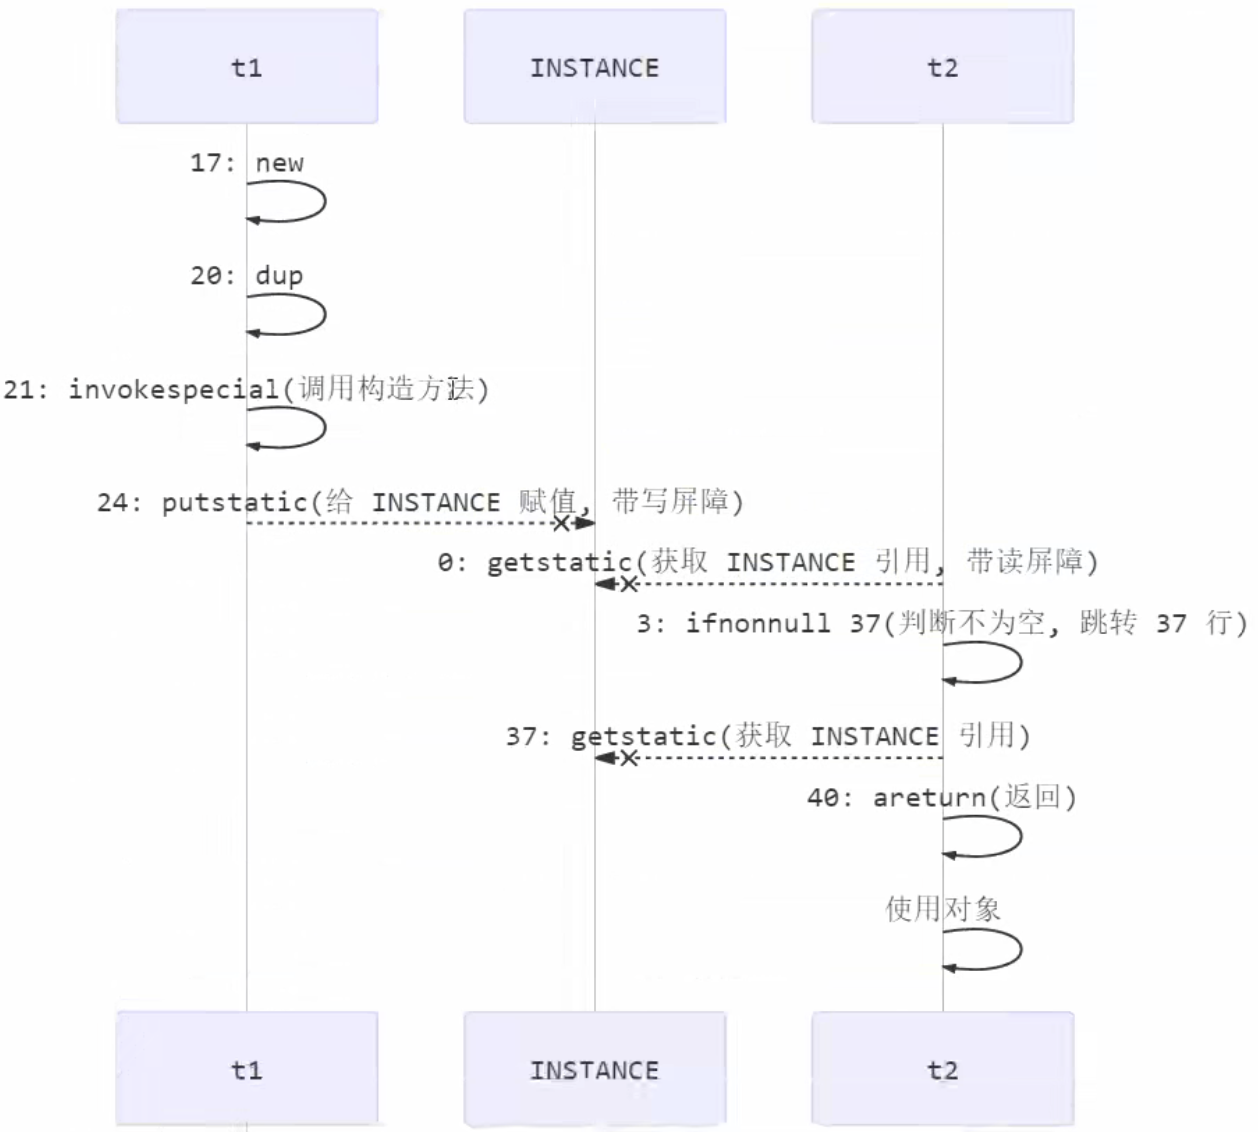 t1
INSTANCE
t2
17: new
20: dup
21: invokespecial(调用构造方法)
24: putstatic(给 INSTANCE 赋值, 带写屏障)
0: getstatic(获取 INSTANCE 引用, 带读屏障)
3: ifnonnull 37(判断不为空, 跳转 37 行)
37: getstatic(获取 INSTANCE 引用)
40: areturn(返回)
使用对象
t1
INSTANCE
t2